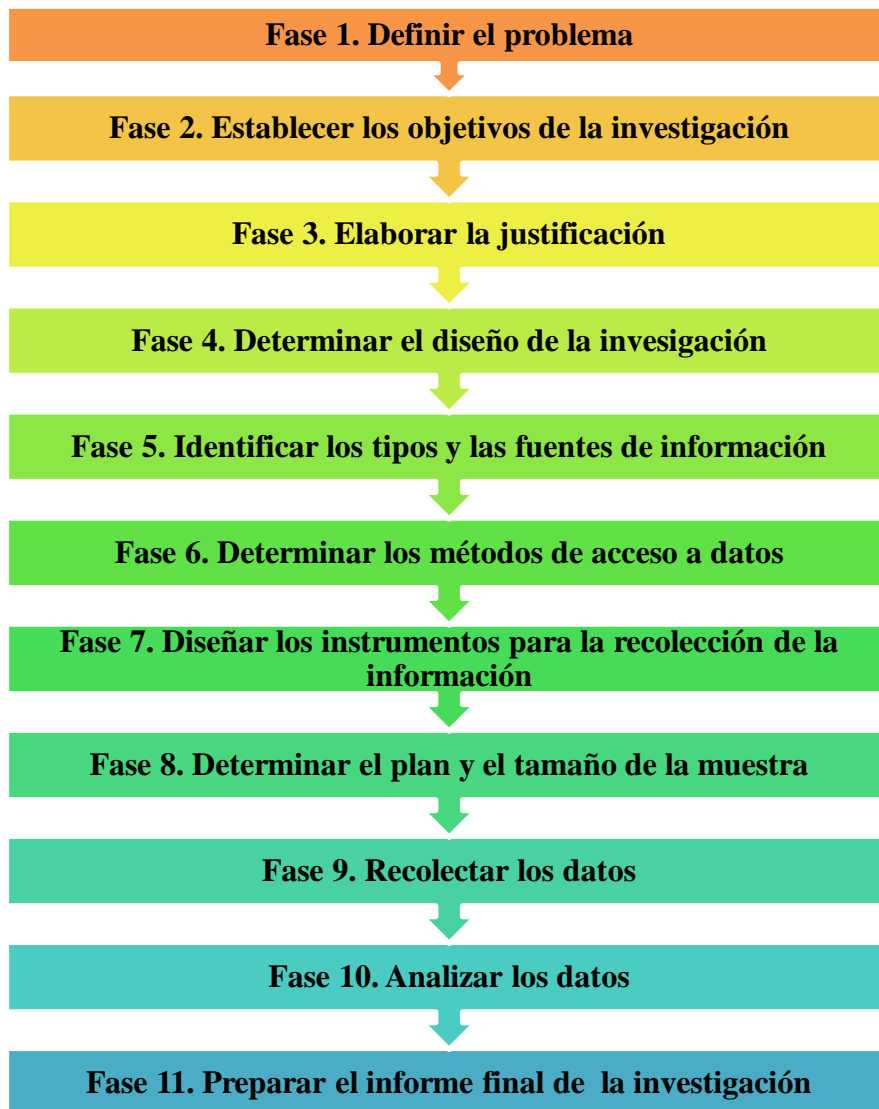 Fase 1. Definir el problema
Fase 2. Establecer los objetivos de la investigación
Fase 3. Elaborar la justificación
Fase 4. Determinar el diseño de la invesigación
Fase 5. Identificar los tipos y las fuentes de información
Fase 6. Determinar los métodos de acceso a datos
Fase 7. Diseñar los instrumentos para la recolección de la
información
Fase 8. Determinar el plan y el tamaño de la muestra
Fase 9. Recolectar los datos
Fase 10. Analizar los datos
Fase 11. Preparar el informe final de  la investigación